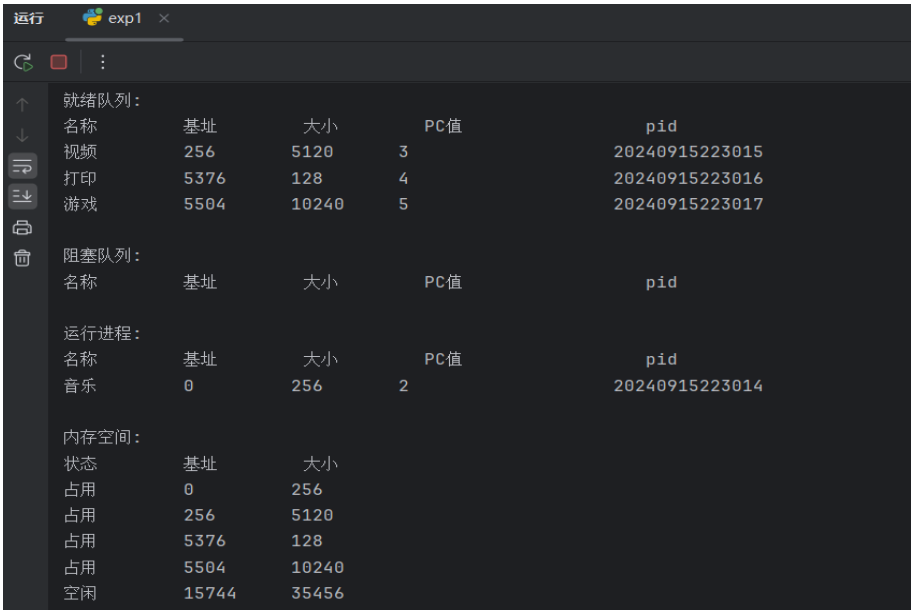 运行 exp1
就绪队列:
名称 基址 大小 PC值 pid
视频 256 5120 3 20240915223015
打印 5376 128 4 20240915223016
游戏 5504 10240 5 20240915223017
阻塞队列:
名称 基址 大小 PC值 pid
运行进程:
名称 基址 大小 PC值 pid
音乐 0 256 2 20240915223014
内存空间:
状态 基址 大小
占用 0 256
占用 256 5120
占用 5376 128
占用 5504 10240
空闲 15744 35456